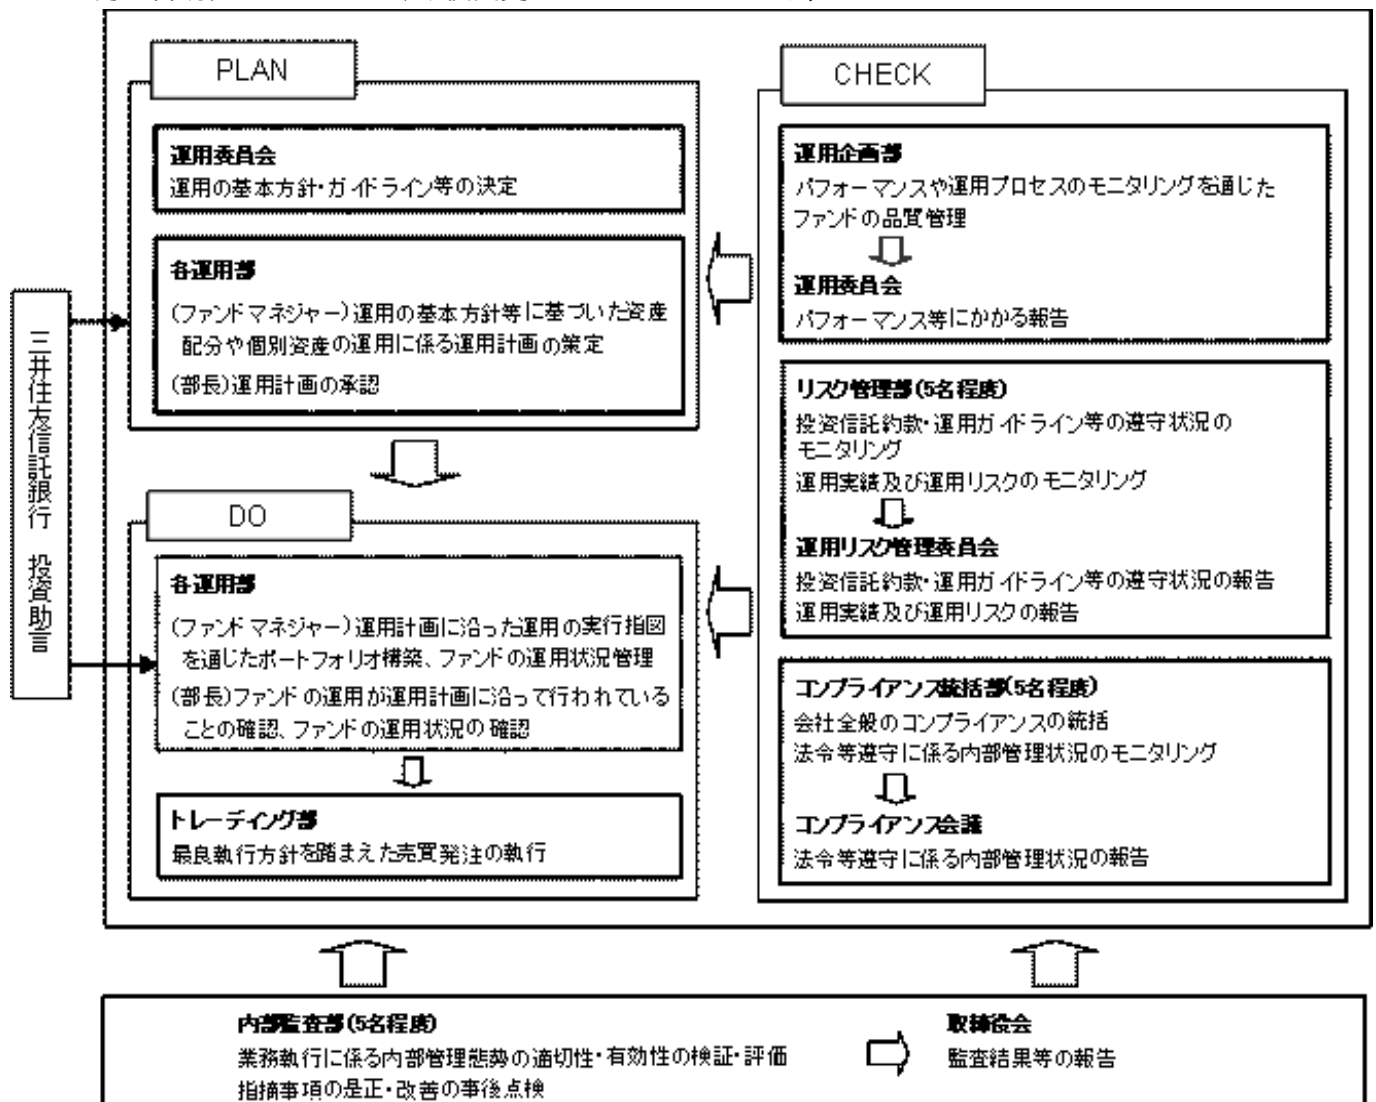 PLAN
運用委員会
運用の基本方針・ガイドライン等の決定
各運用部
(ファンドマネジャー)運用の基本方針等に基づいた資産
配分や個別資産の運用に係る運用計画の策定
(部長)運用計画の承認
三井住友信託銀行 投資助言
DO
各運用部
(ファンドマネジャー)運用計画に沿った運用の実行指図
を通じたポートフォリオ構築、ファンドの運用状況管理
(部長)ファンドの運用が運用計画に沿って行われている
ことの確認、ファンドの運用状況の確認
トレーディング部
最良執行方針を踏まえた売買発注の執行
CHECK
運用企画部
パフォーマンスや運用プロセスのモニタリングを通じた
ファンドの品質管理
運用委員会
パフォーマンス等にかかる報告
リスク管理部(5名程度)
投資信託約款・運用ガイドライン等の遵守状況の
モニタリング
運用実績及び運用リスクのモニタリング
運用リスク管理委員会
投資信託約款・運用ガイドライン等の遵守状況の報告
運用実績及び運用リスクの報告
コンプライアンス統括部(5名程度)
会社全般のコンプライアンスの統括
法令等遵守に係る内部管理状況のモニタリング
コンプライアンス会議
法令等遵守に係る内部管理状況の報告
内部監査部(5名程度)
業務執行に係る内部管理態勢の適切性・有効性の検証・評価
指摘事項の是正・改善の事後点検
取締役会
監査結果等の報告